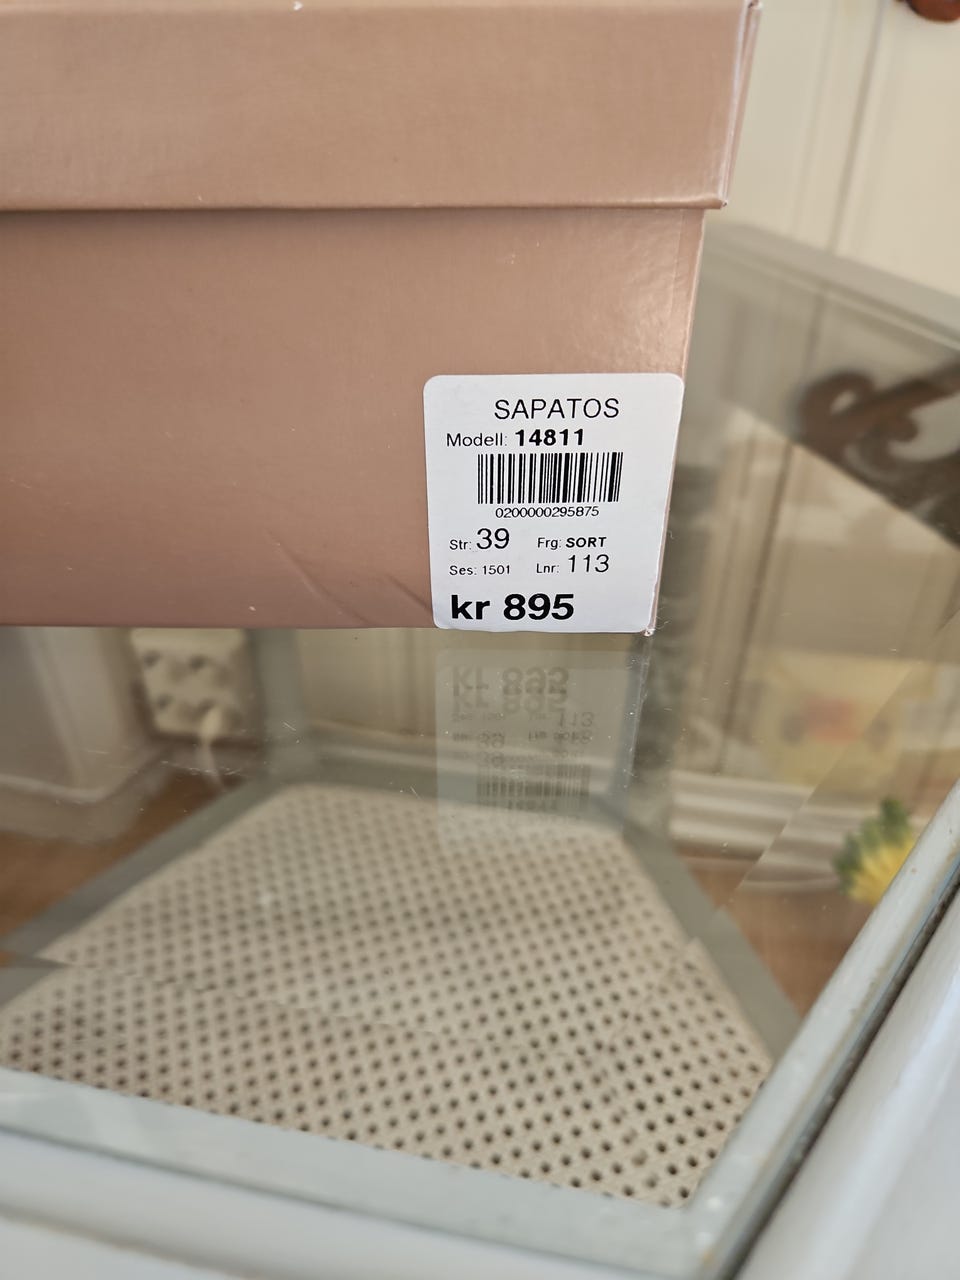 SAPATOS
Modell: 14811
0200000295875
Str: 39 Frg: SORT
Ses: 1501 Lnr: 113
kr 895